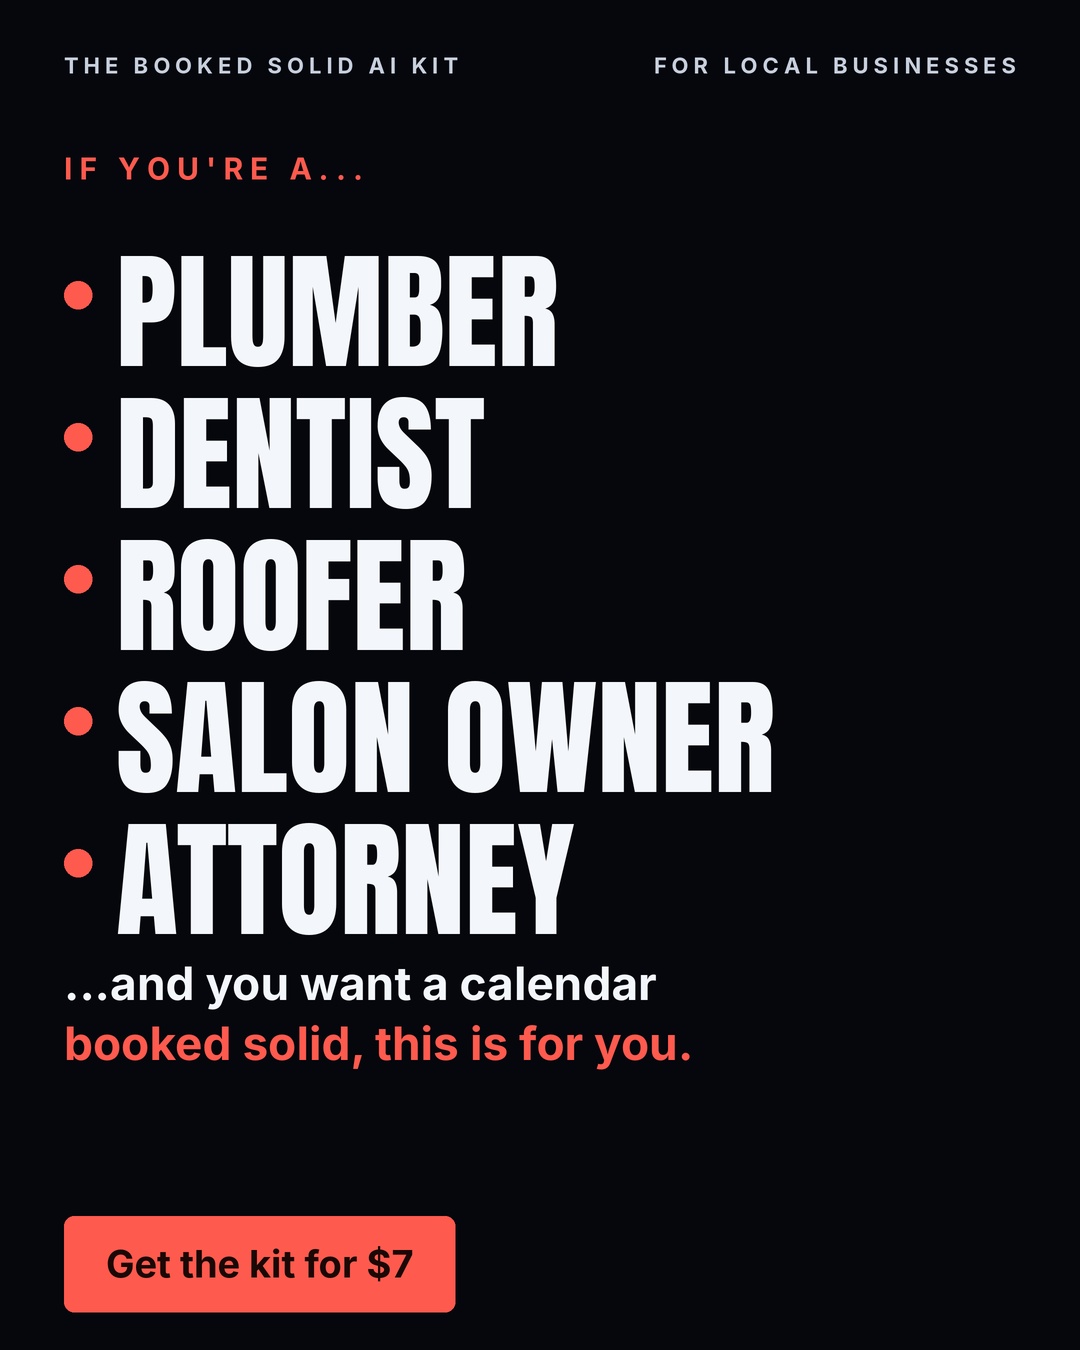 THE BOOKED SOLID AI KIT
FOR LOCAL BUSINESSES
IF YOU'RE A...
• PLUMBER
• DENTIST
• ROOFER
• SALON OWNER
• ATTORNEY
...and you want a calendar
booked solid, this is for you.
Get the kit for $7